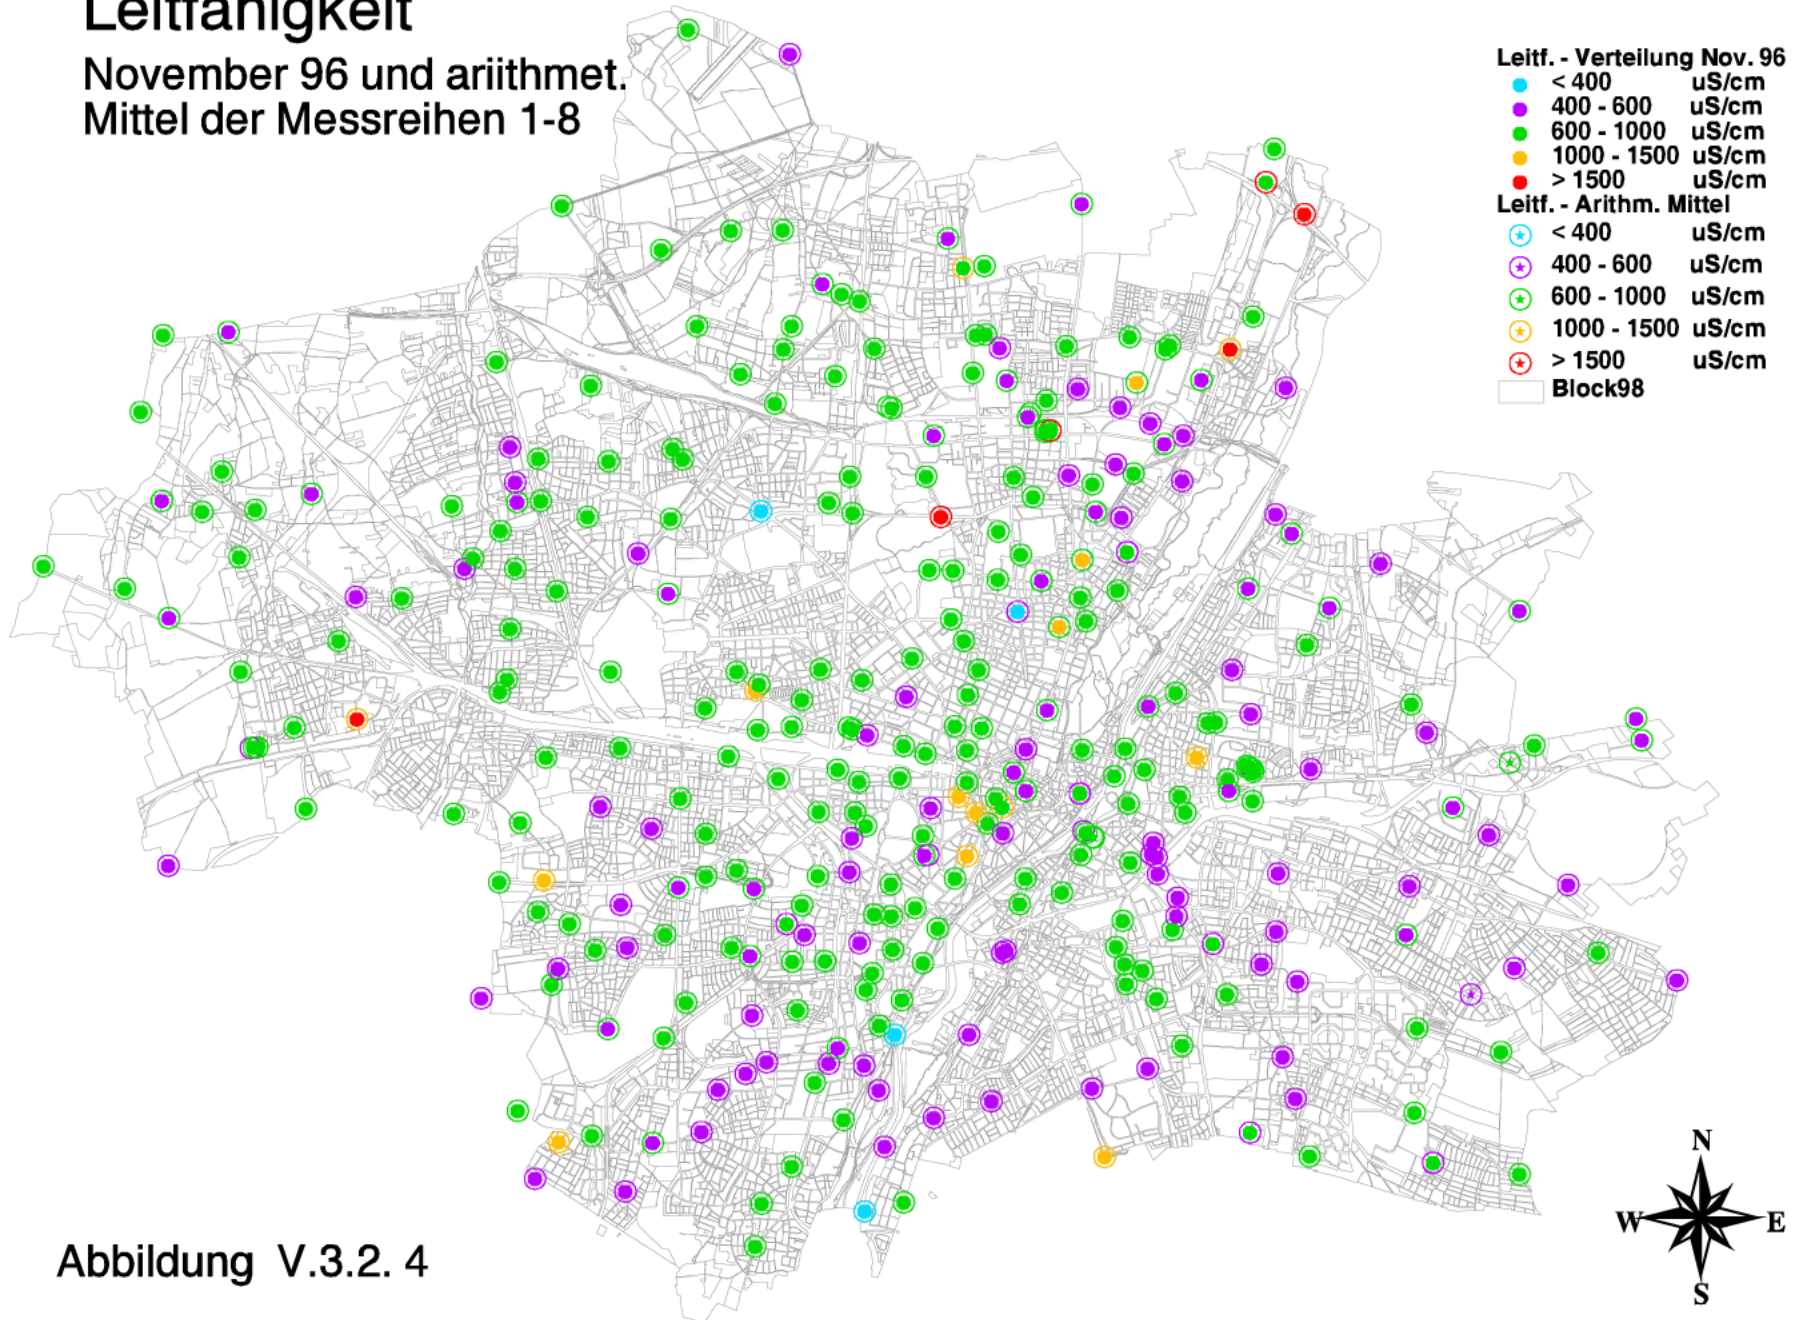 Leitfähigkeit
November 96 und ariithmet.
Mittel der Messreihen 1-8
Leitf. - Verteilung Nov. 96
< 400 uS/cm
400 - 600 uS/cm
600 - 1000 uS/cm
1000 - 1500 uS/cm
> 1500 uS/cm
Leitf. - Arithm. Mittel
< 400 uS/cm
400 - 600 uS/cm
600 - 1000 uS/cm
1000 - 1500 uS/cm
> 1500 uS/cm
Block98
N
W E
S
Abbildung V.3.2. 4